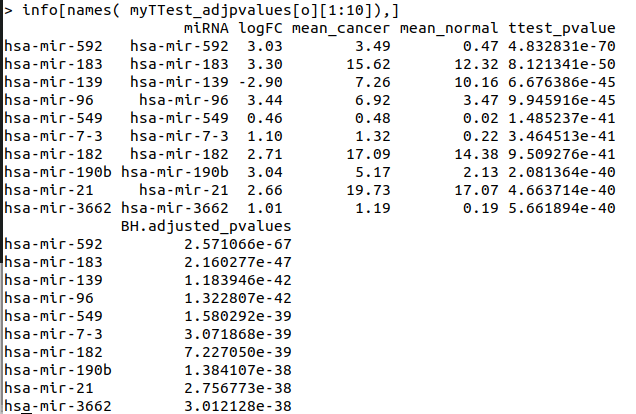 > info[names( myTTest_adjpvalues[o][1:10]),]
miRNA logFC mean_cancer mean_normal ttest_pvalue
hsa-mir-592 hsa-mir-592 3.03 3.49 0.47 4.832831e-70
hsa-mir-183 hsa-mir-183 3.30 15.62 12.32 8.121341e-50
hsa-mir-139 hsa-mir-139 -2.90 7.26 10.16 6.676386e-45
hsa-mir-96 hsa-mir-96 3.44 6.92 3.47 9.945916e-45
hsa-mir-549 hsa-mir-549 0.46 0.48 0.02 1.485237e-41
hsa-mir-7-3 hsa-mir-7-3 1.10 1.32 0.22 3.464513e-41
hsa-mir-182 hsa-mir-182 2.71 17.09 14.38 9.509276e-41
hsa-mir-190b hsa-mir-190b 3.04 5.17 2.13 2.081364e-40
hsa-mir-21 hsa-mir-21 2.66 19.73 17.07 4.663714e-40
hsa-mir-3662 hsa-mir-3662 1.01 1.19 0.19 5.661894e-40
BH.adjusted_pvalues
hsa-mir-592 2.571066e-67
hsa-mir-183 2.160277e-47
hsa-mir-139 1.183946e-42
hsa-mir-96 1.322807e-42
hsa-mir-549 1.580292e-39
hsa-mir-7-3 3.071868e-39
hsa-mir-182 7.227050e-39
hsa-mir-190b 1.384107e-38
hsa-mir-21 2.756773e-38
hsa-mir-3662 3.012128e-38